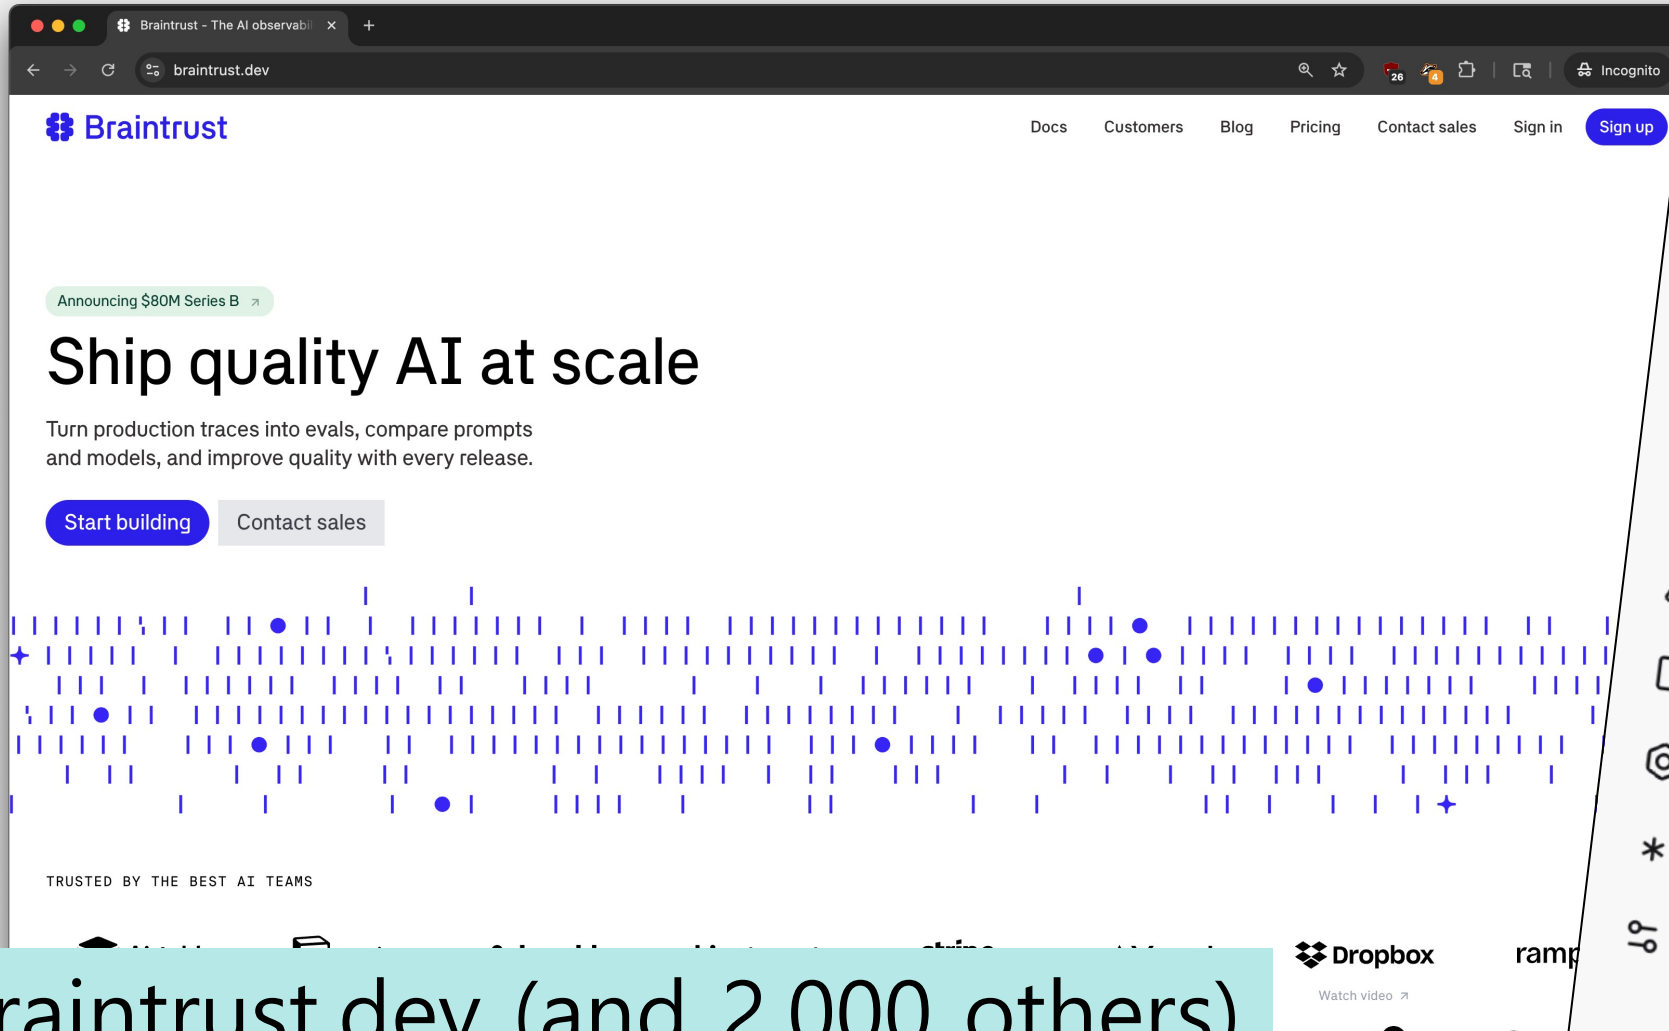 Braintrust - The AI observabil
braintrust.dev
26
4
Incognito
Braintrust
Docs Customers Blog Pricing Contact sales Sign in Sign up
Announcing $80M Series B
Ship quality AI at scale
Turn production traces into evals, compare prompts
and models, and improve quality with every release.
Start building Contact sales
TRUSTED BY THE BEST AI TEAMS
stripe Dropbox ramp
Watch video
raintrust.dev (and 2,000 others)